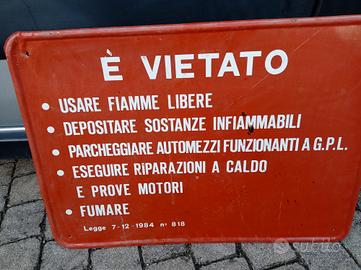 È VIETATO
• USARE FIAMME LIBERE
• DEPOSITARE SOSTANZE INFIAMMABILI
• PARCHEGGIARE AUTOMEZZI FUNZIONANTI A G.P.L.
• ESEGUIRE RIPARAZIONI A CALDO
E PROVE MOTORI
• FUMARE
Legge 7-12-1984 n° 818
subito